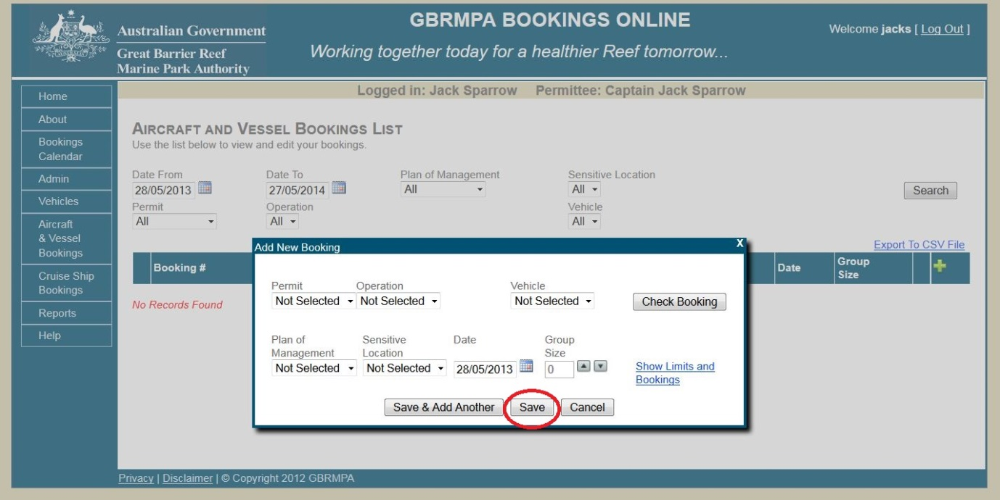 GBRMPA BOOKINGS ONLINE
Australian Government
Great Barrier Reef
Marine Park Authority
Working together today for a healthier Reef tomorrow...
Welcome jacks [ Log Out ]
Logged in: Jack Sparrow Permittee: Captain Jack Sparrow
Home
About
Bookings
Calendar
Admin
Vehicles
Aircraft
& Vessel
Bookings
Cruise Ship
Bookings
Reports
Help
AIRCRAFT AND VESSEL BOOKINGS LIST
Use the list below to view and edit your bookings.
Date From Date To Plan of Management Sensitive Location
28/05/2013 27/05/2014 All All Search
Permit Operation Vehicle
All All All
Export To CSV File
Booking # Date Group
Size
No Records Found
Add New Booking X
Permit Operation Vehicle
Not Selected Not Selected Not Selected Check Booking
Plan of Sensitive Date Group
Management Location Size
Not Selected Not Selected 28/05/2013 0 Show Limits and
Bookings
Save & Add Another Save Cancel
Privacy | Disclaimer | © Copyright 2012 GBRMPA